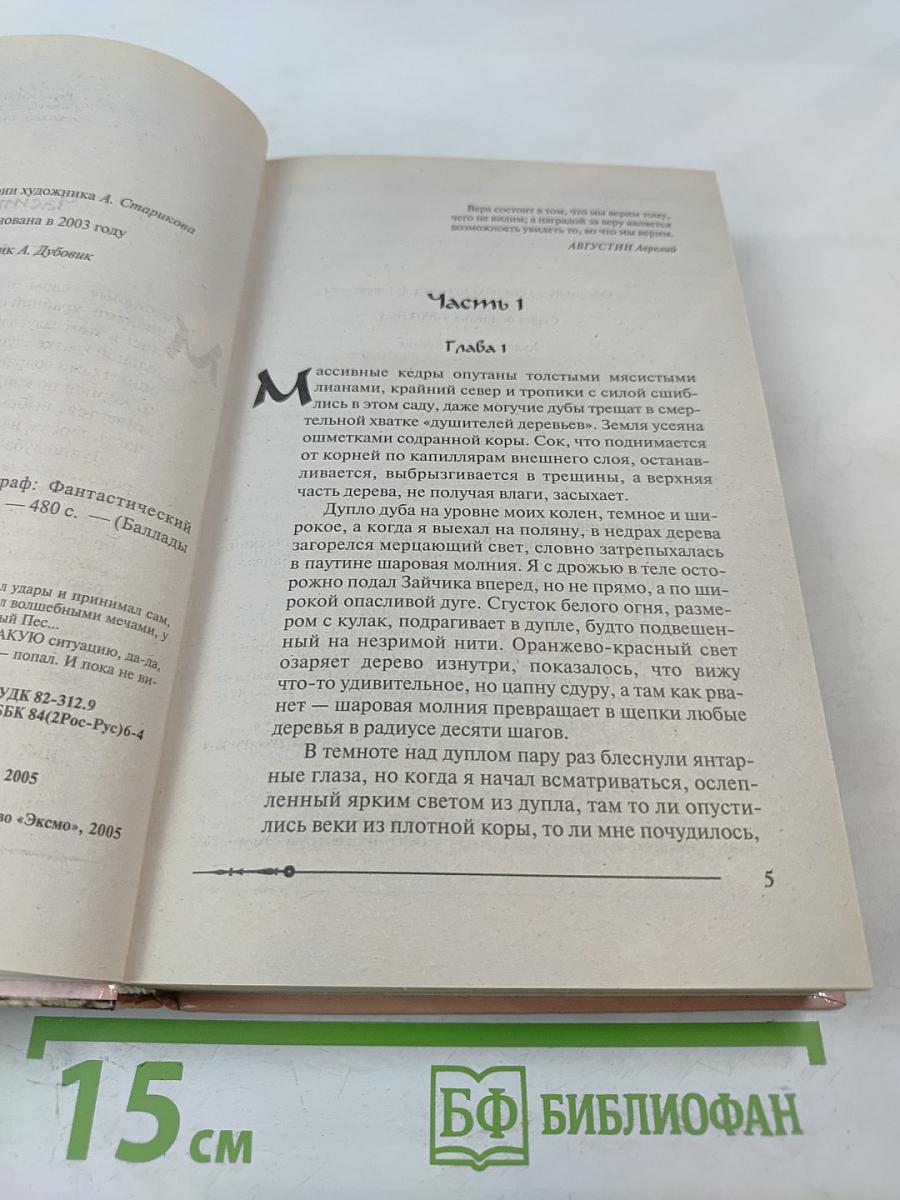 ии художника А. Старикова
нована в 2003 году
йк А. Дубовик
раф: Фантастический
— 480 с. — (Баллады
л удары и принимал сам,
л волшебными мечами, у
ый Пес...
АКУЮ ситуацию, да-да,
— попал. И пока не ви-
УДК 82-312.9
ББК 84(2Рос-Рус)6-4
2005
во «Эксмо», 2005
Вера состоит в том, что мы верим тому,
чего не видим; а наградой за веру является
возможность увидеть то, во что мы верим.
АВГУСТИН Аврелий
Часть 1
Глава 1
Массивные кедры опутаны толстыми мясистыми
лианами, крайний север и тропики с силой сшиб-
лись в этом саду, даже могучие дубы трещат в смер-
тельной хватке «душителей деревьев». Земля усеяна
ошметками содранной коры. Сок, что поднимается
от корней по капиллярам внешнего слоя, останав-
ливается, выбрызгивается в трещины, а верхняя
часть дерева, не получая влаги, засыхает.
Дупло дуба на уровне моих колен, темное и ши-
рокое, а когда я выехал на поляну, в недрах дерева
загорелся мерцающий свет, словно затрепыхалась
в паутине шаровая молния. Я с дрожью в теле осто-
рожно подал Зайчика вперед, но не прямо, а по ши-
рокой опасливой дуге. Сгусток белого огня, разме-
ром с кулак, подрагивает в дупле, будто подвешен-
ный на незримой нити. Оранжево-красный свет
озаряет дерево изнутри, показалось, что вижу
что-то удивительное, но цапну сдуру, а там как рва-
нет — шаровая молния превращает в щепки любые
деревья в радиусе десяти шагов.
В темноте над дуплом пару раз блеснули янтар-
ные глаза, но когда я начал всматриваться, ослеп-
ленный ярким светом из дупла, там то ли опусти-
лись веки из плотной коры, то ли мне почудилось,
5
15 см
БФ БИБЛИОФАН